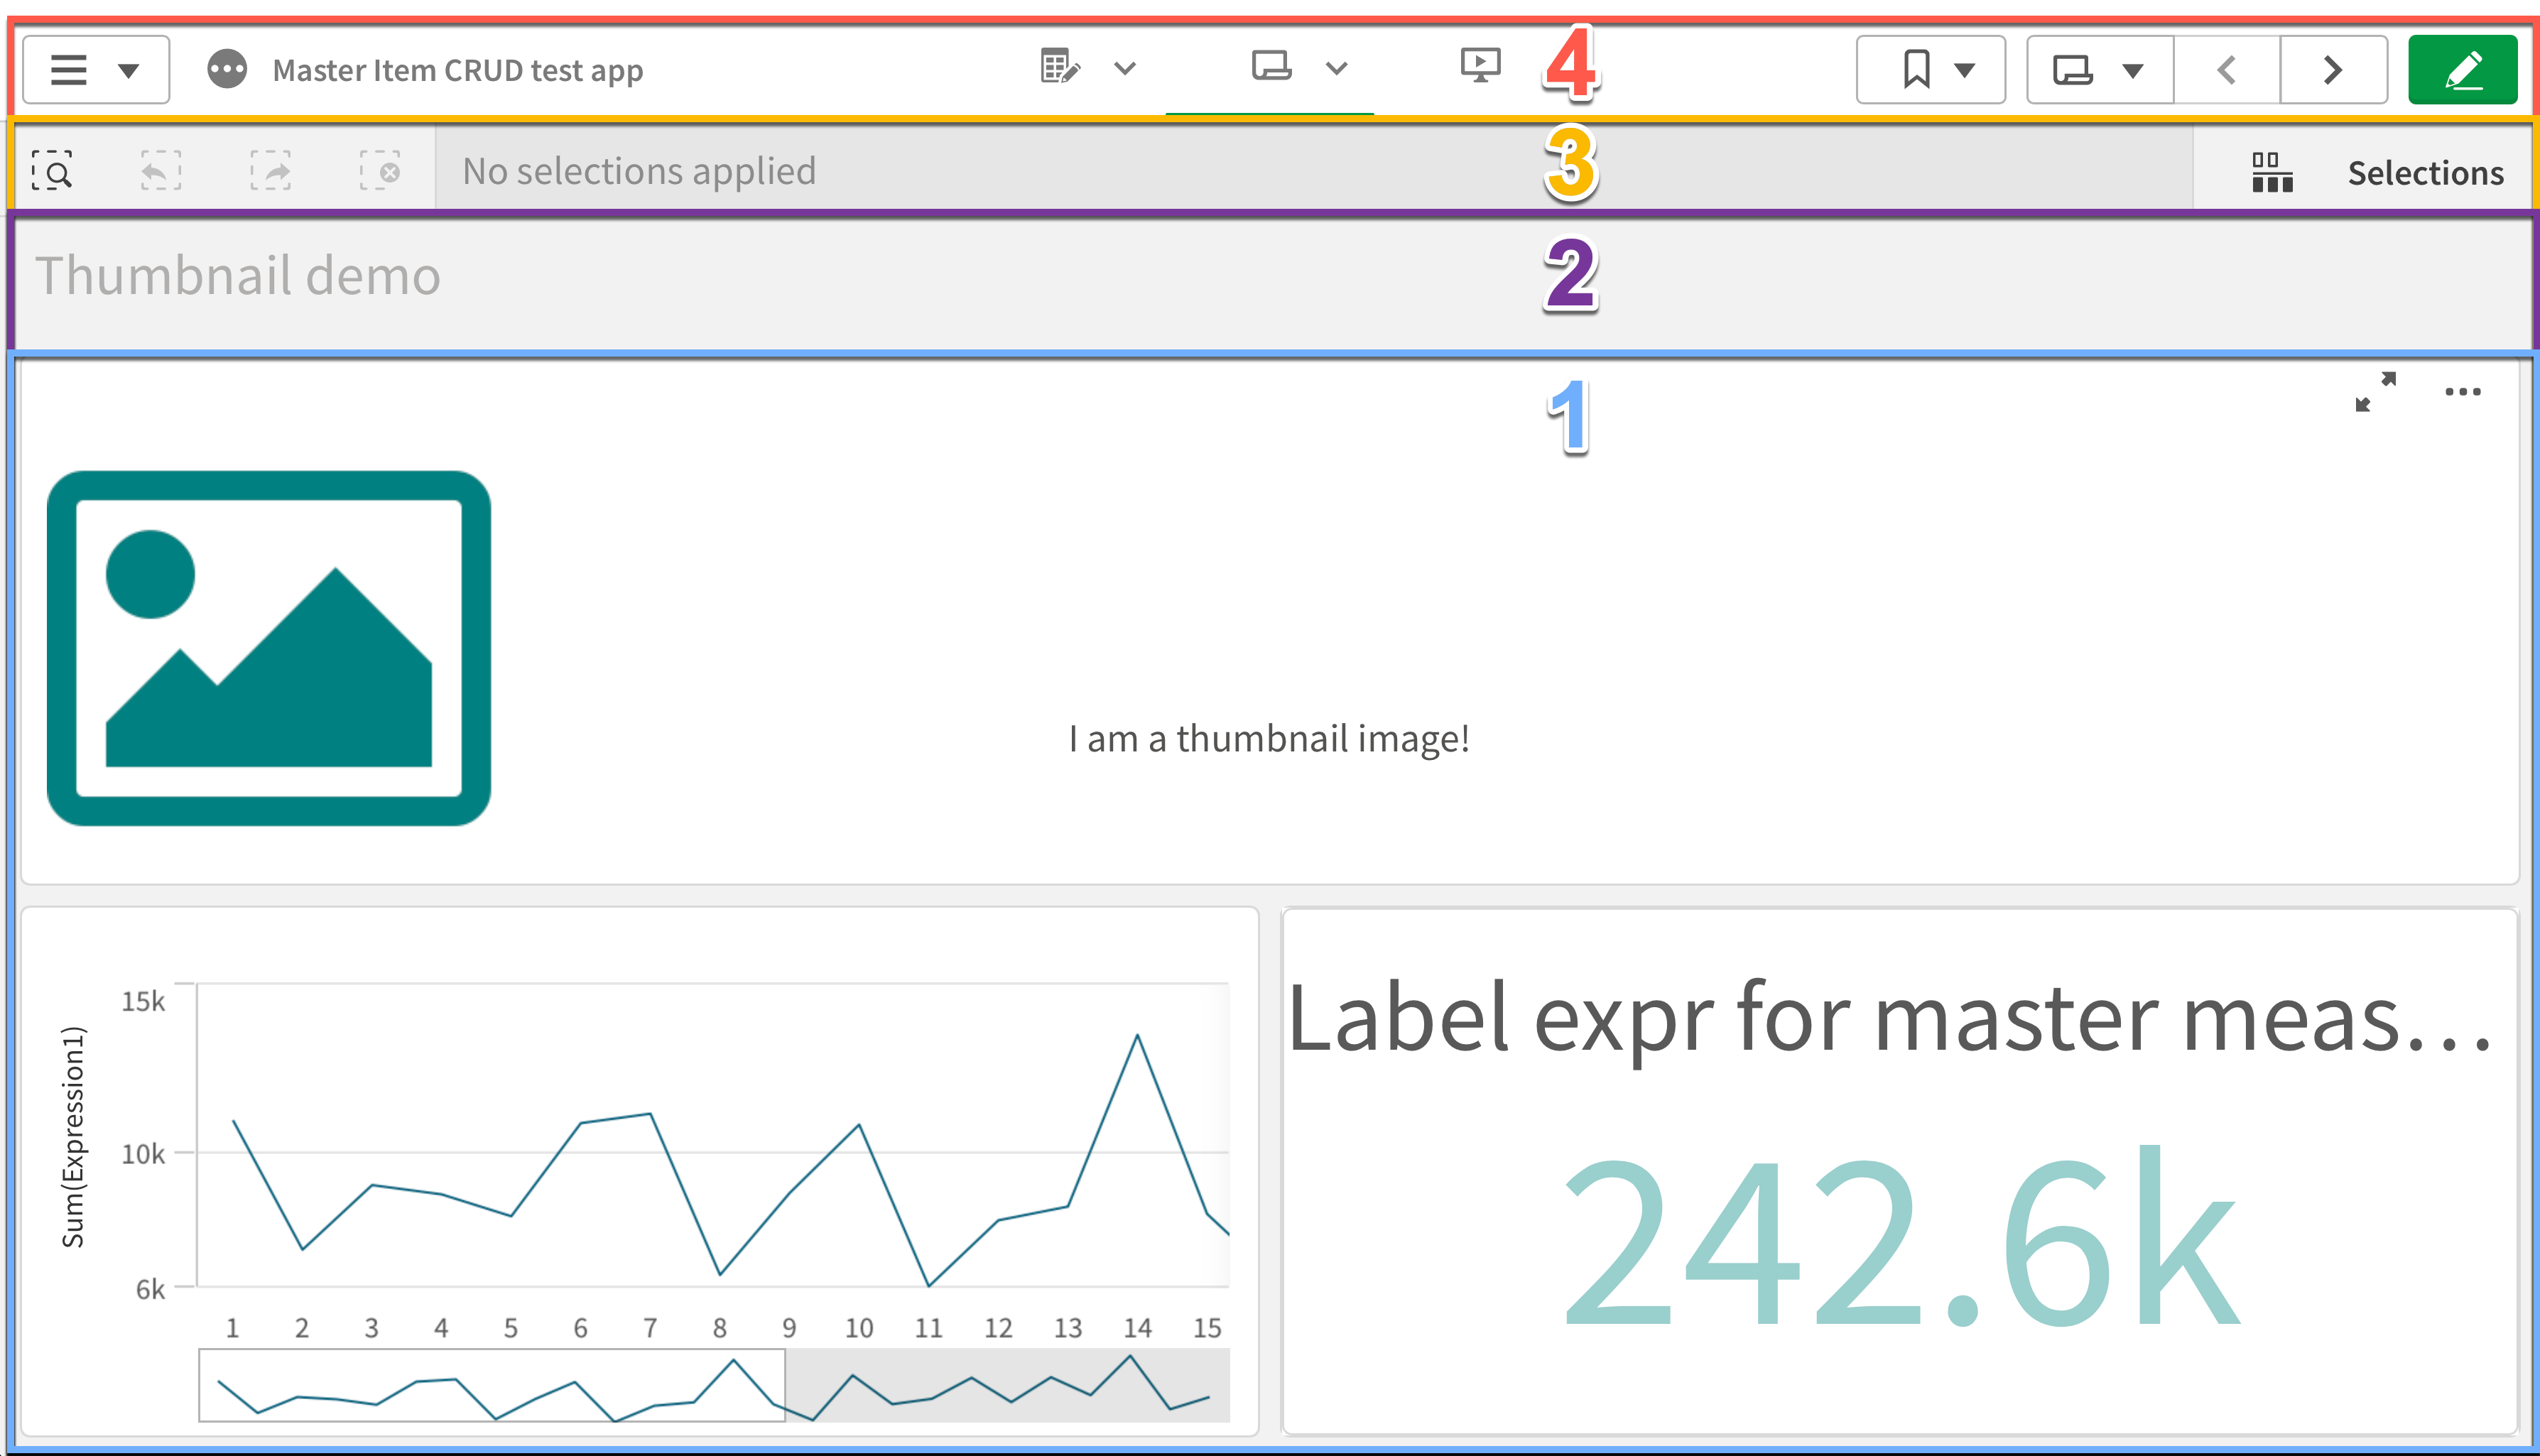 Master Item CRUD test app
4
No selections applied
3
Selections
Thumbnail demo
2
1
I am a thumbnail image!
Sum(Expression1)
15k
10k
6k
1 2 3 4 5 6 7 8 9 10 11 12 13 14 15
Label expr for master meas...
242.6k